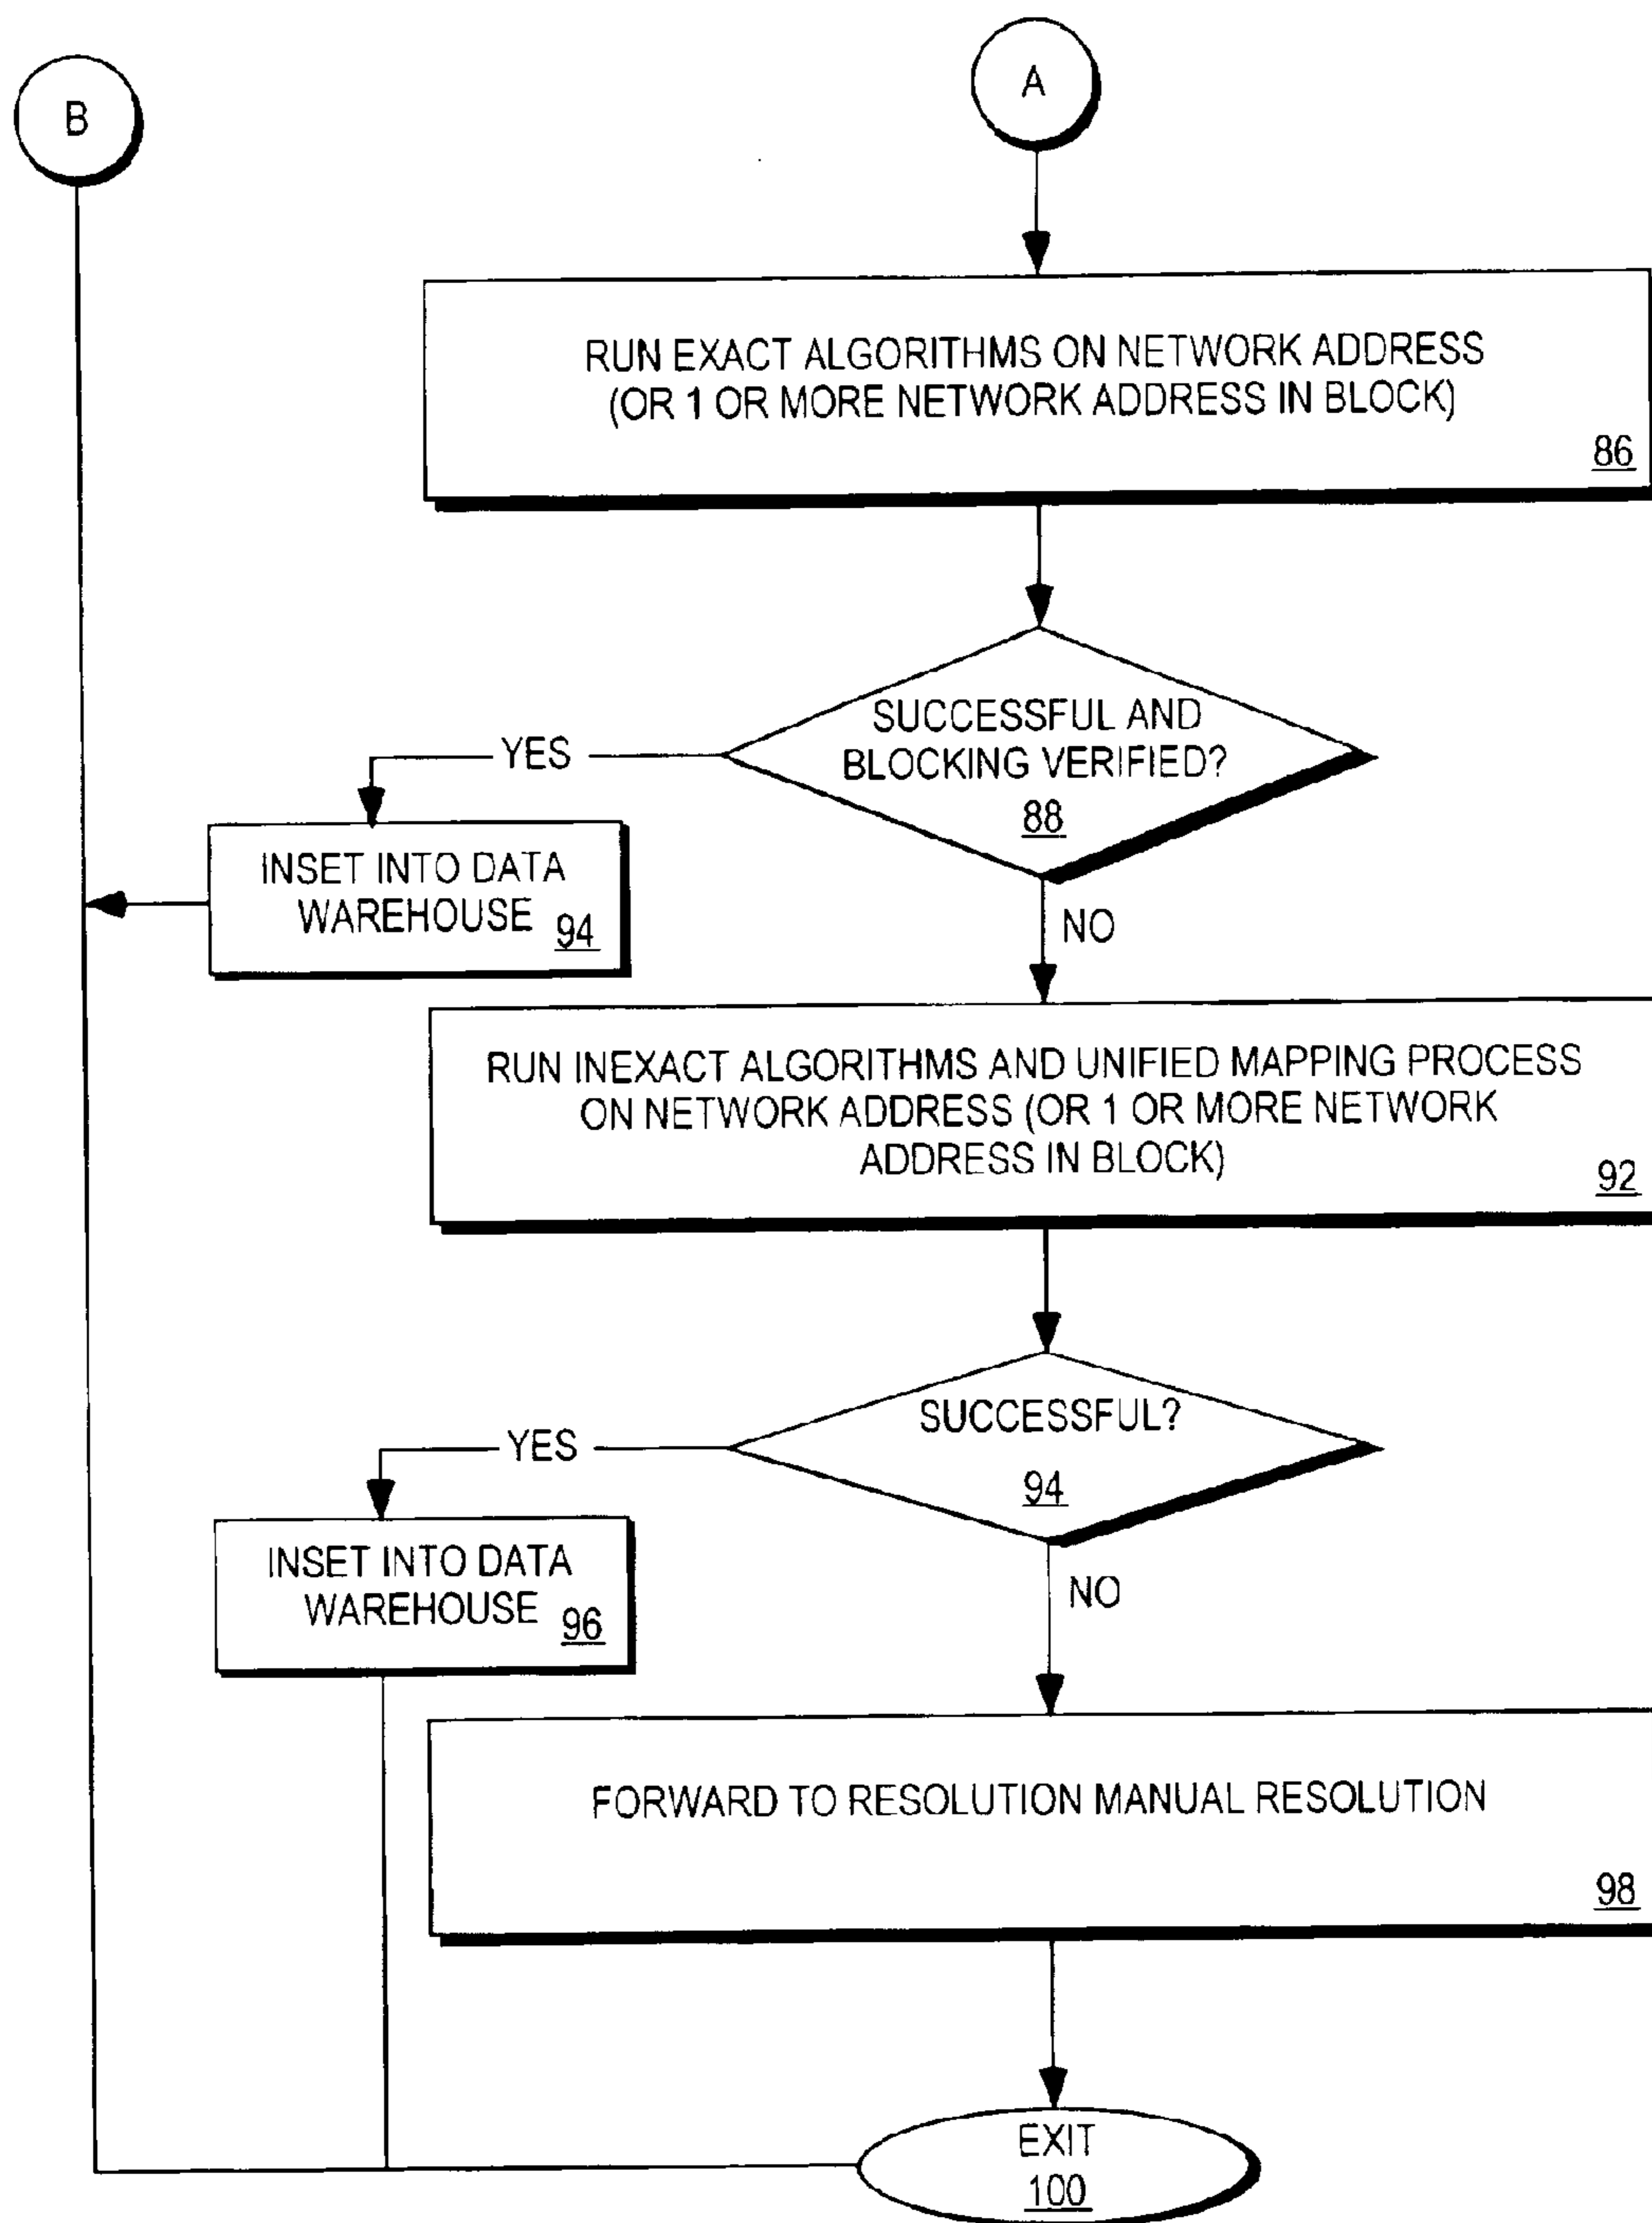 B
A
RUN EXACT ALGORITHMS ON NETWORK ADDRESS
(OR 1 OR MORE NETWORK ADDRESS IN BLOCK)
86
SUCCESSFUL AND
BLOCKING VERIFIED?
88
YES
INSET INTO DATA
WAREHOUSE 94
NO
RUN INEXACT ALGORITHMS AND UNIFIED MAPPING PROCESS
ON NETWORK ADDRESS (OR 1 OR MORE NETWORK
ADDRESS IN BLOCK)
92
SUCCESSFUL?
94
YES
INSET INTO DATA
WAREHOUSE 96
NO
FORWARD TO RESOLUTION MANUAL RESOLUTION
98
EXIT
100